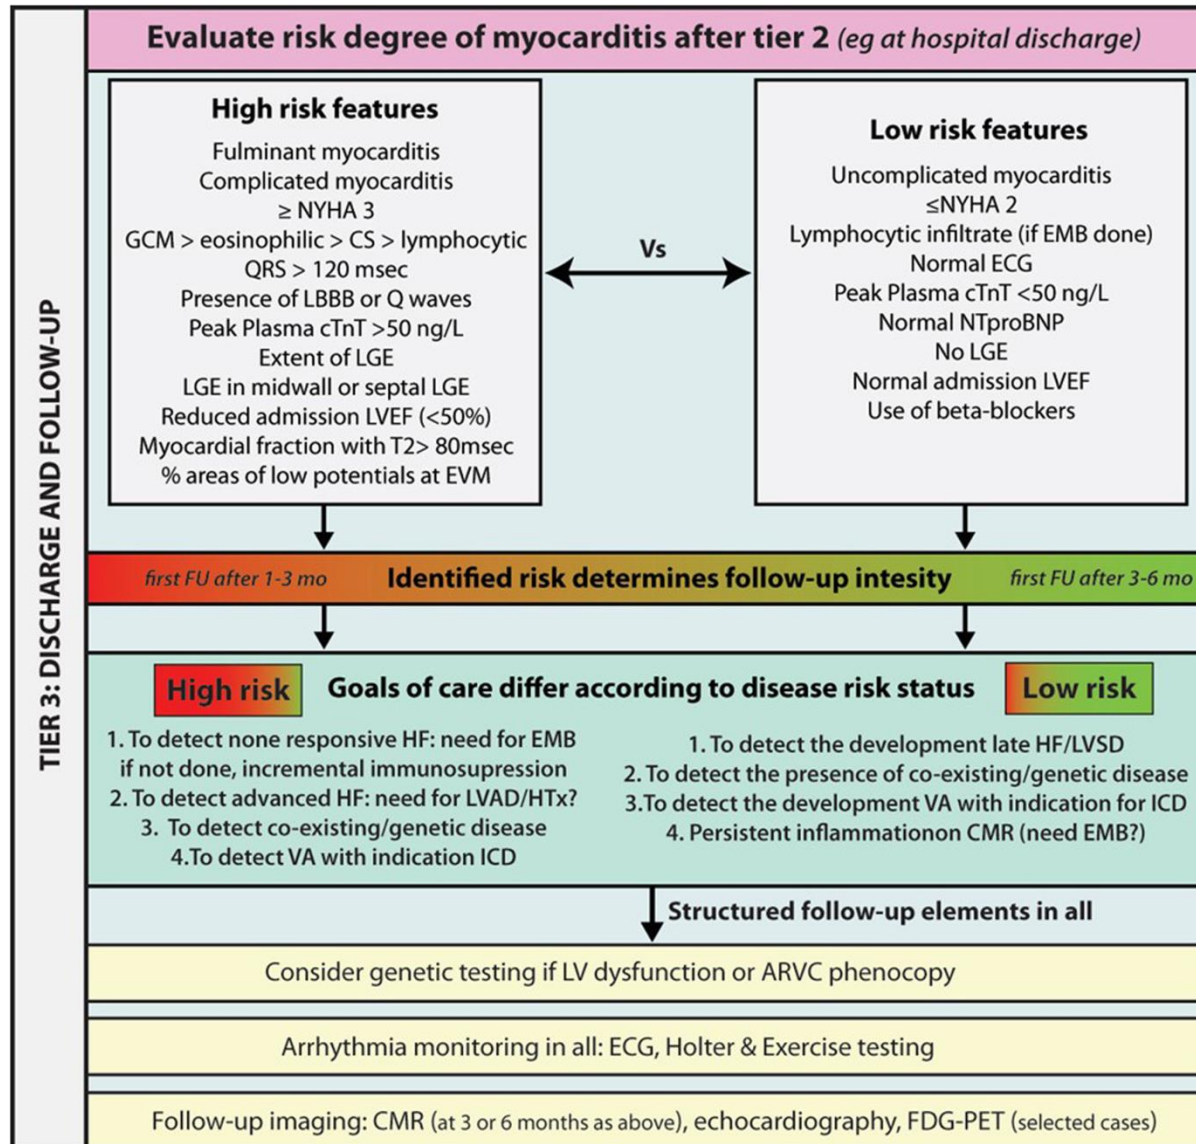 TIER 3: DISCHARGE AND FOLLOW-UP
Evaluate risk degree of myocarditis after tier 2 (eg at hospital discharge)
High risk features
Fulminant myocarditis
Complicated myocarditis
≥ NYHA 3
GCM > eosinophilic > CS > lymphocytic
QRS > 120 msec
Presence of LBBB or Q waves
Peak Plasma cTnT >50 ng/L
Extent of LGE
LGE in midwall or septal LGE
Reduced admission LVEF (<50%)
Myocardial fraction with T2> 80msec
% areas of low potentials at EVM
Vs
Low risk features
Uncomplicated myocarditis
≤NYHA 2
Lymphocytic infiltrate (if EMB done)
Normal ECG
Peak Plasma cTnT <50 ng/L
Normal NTproBNP
No LGE
Normal admission LVEF
Use of beta-blockers
first FU after 1-3 mo Identified risk determines follow-up intesity first FU after 3-6 mo
High risk Goals of care differ according to disease risk status Low risk
1. To detect none responsive HF: need for EMB
if not done, incremental immunosupression
2. To detect advanced HF: need for LVAD/HTx?
3. To detect co-existing/genetic disease
4.To detect VA with indication ICD
1. To detect the development late HF/LVSD
2. To detect the presence of co-existing/genetic disease
3.To detect the development VA with indication for ICD
4. Persistent inflammationon CMR (need EMB?)
Structured follow-up elements in all
Consider genetic testing if LV dysfunction or ARVC phenocopy
Arrhythmia monitoring in all: ECG, Holter & Exercise testing
Follow-up imaging: CMR (at 3 or 6 months as above), echocardiography, FDG-PET (selected cases)